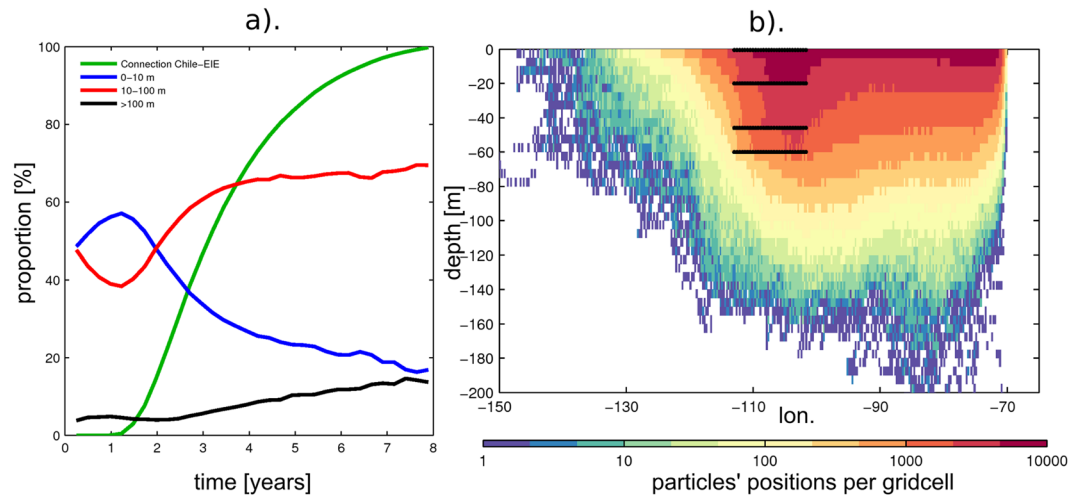 a).
100
80
60
40
20
0
proportion [%]
Connection Chile-EIE
0-10 m
10-100 m
>100 m
0 1 2 3 4 5 6 7 8
time [years]
b).
0
-20
-40
-60
-80
-100
-120
-140
-160
-180
-200
depth [m]
-150 -130 -110 -90 -70
lon.
1 10 100 1000 10000
particles' positions per gridcell